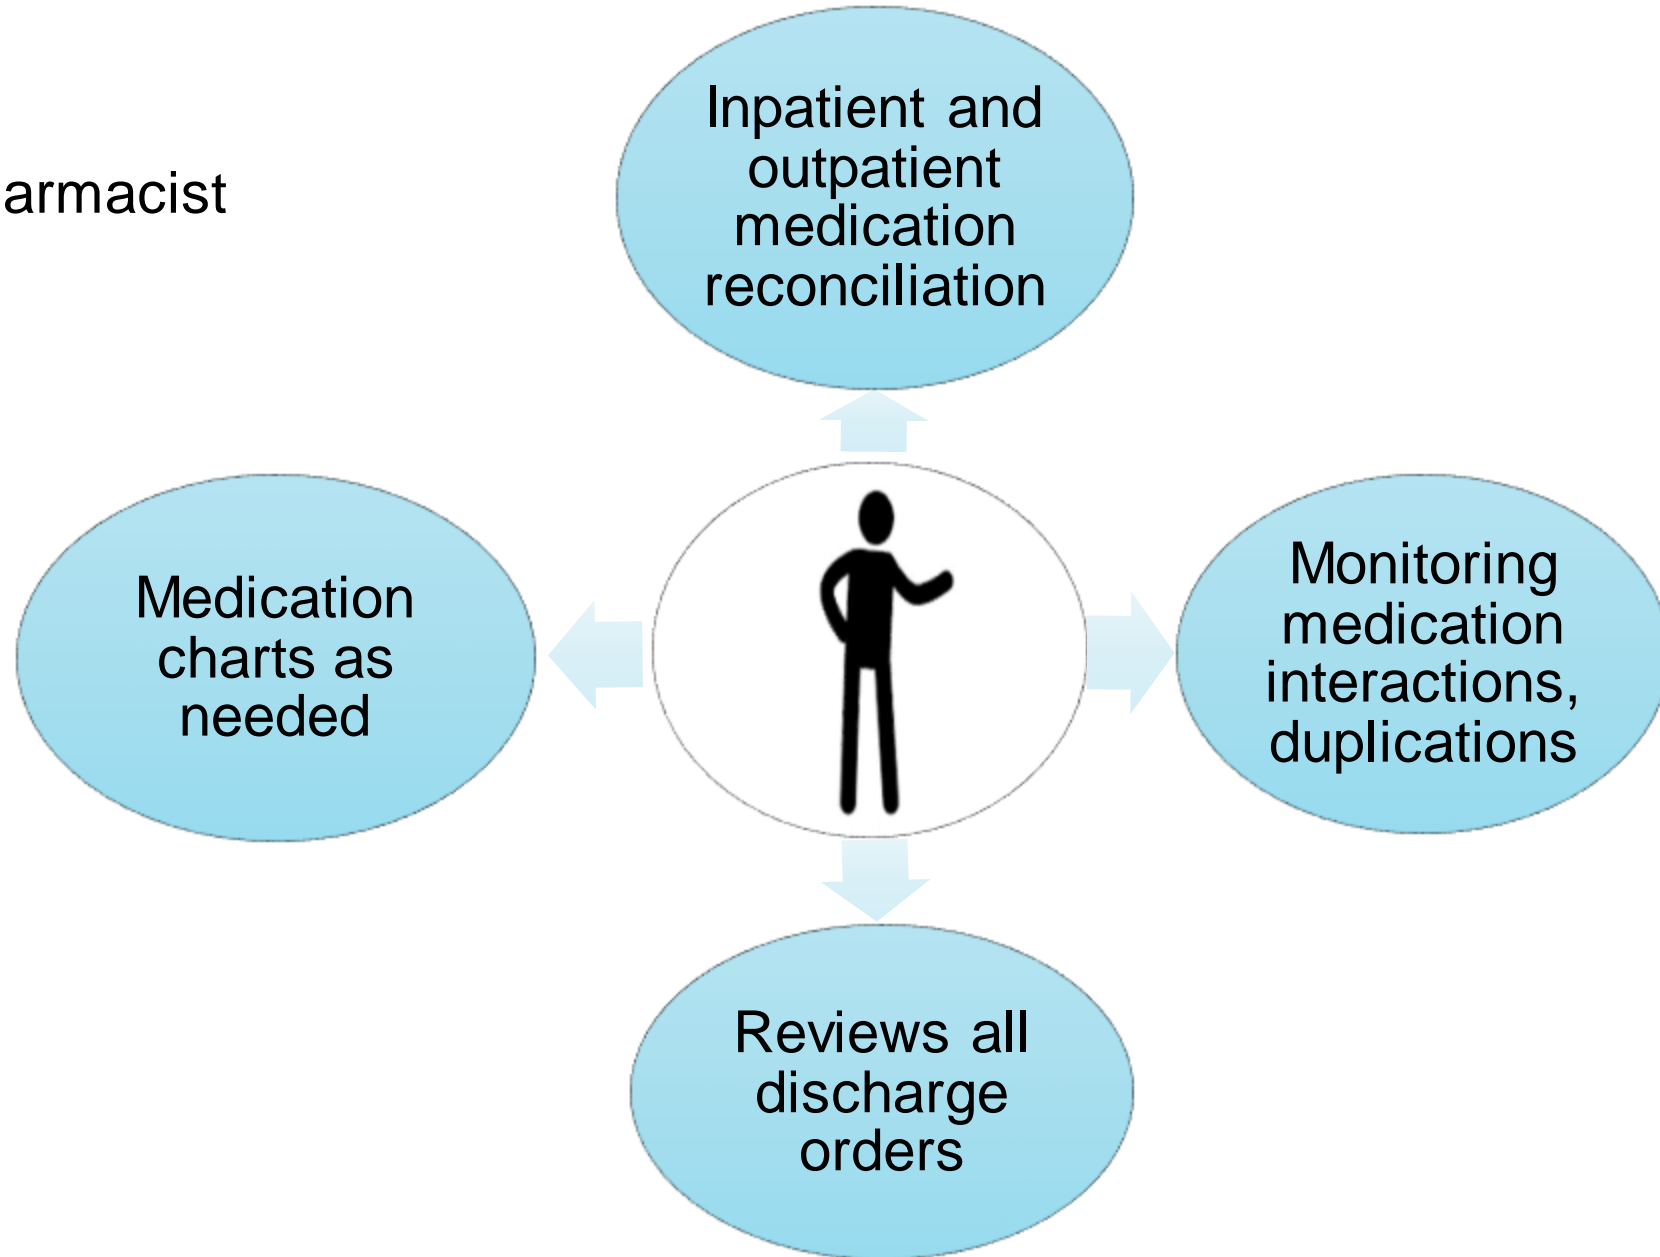 armacist
Inpatient and
outpatient
medication
reconciliation
Medication
charts as
needed
Monitoring
medication
interactions,
duplications
Reviews all
discharge
orders